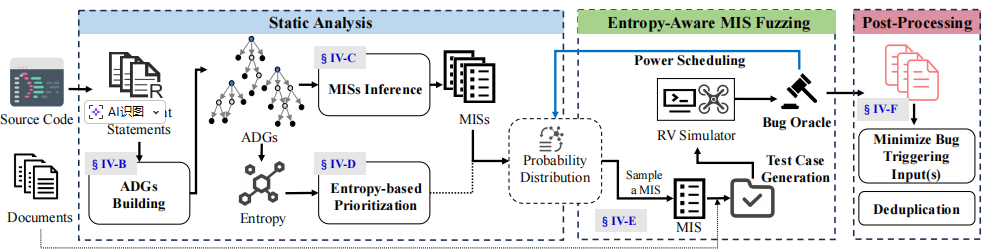 Static Analysis
Entropy-Aware MIS Fuzzing
Post-Processing
Source Code
R
AI识图
nt
Statements
§ IV-B
ADGs
Building
ADGs
Entropy
§ IV-C
MISs Inference
§ IV-D
Entropy-based
Prioritization
MISs
Documents
Probability
Distribution
Power Scheduling
RV Simulator
Bug Oracle
Sample
a MIS
§ IV-E
MIS
Test Case
Generation
§ IV-F
Minimize Bug
Triggering
Input(s)
Deduplication